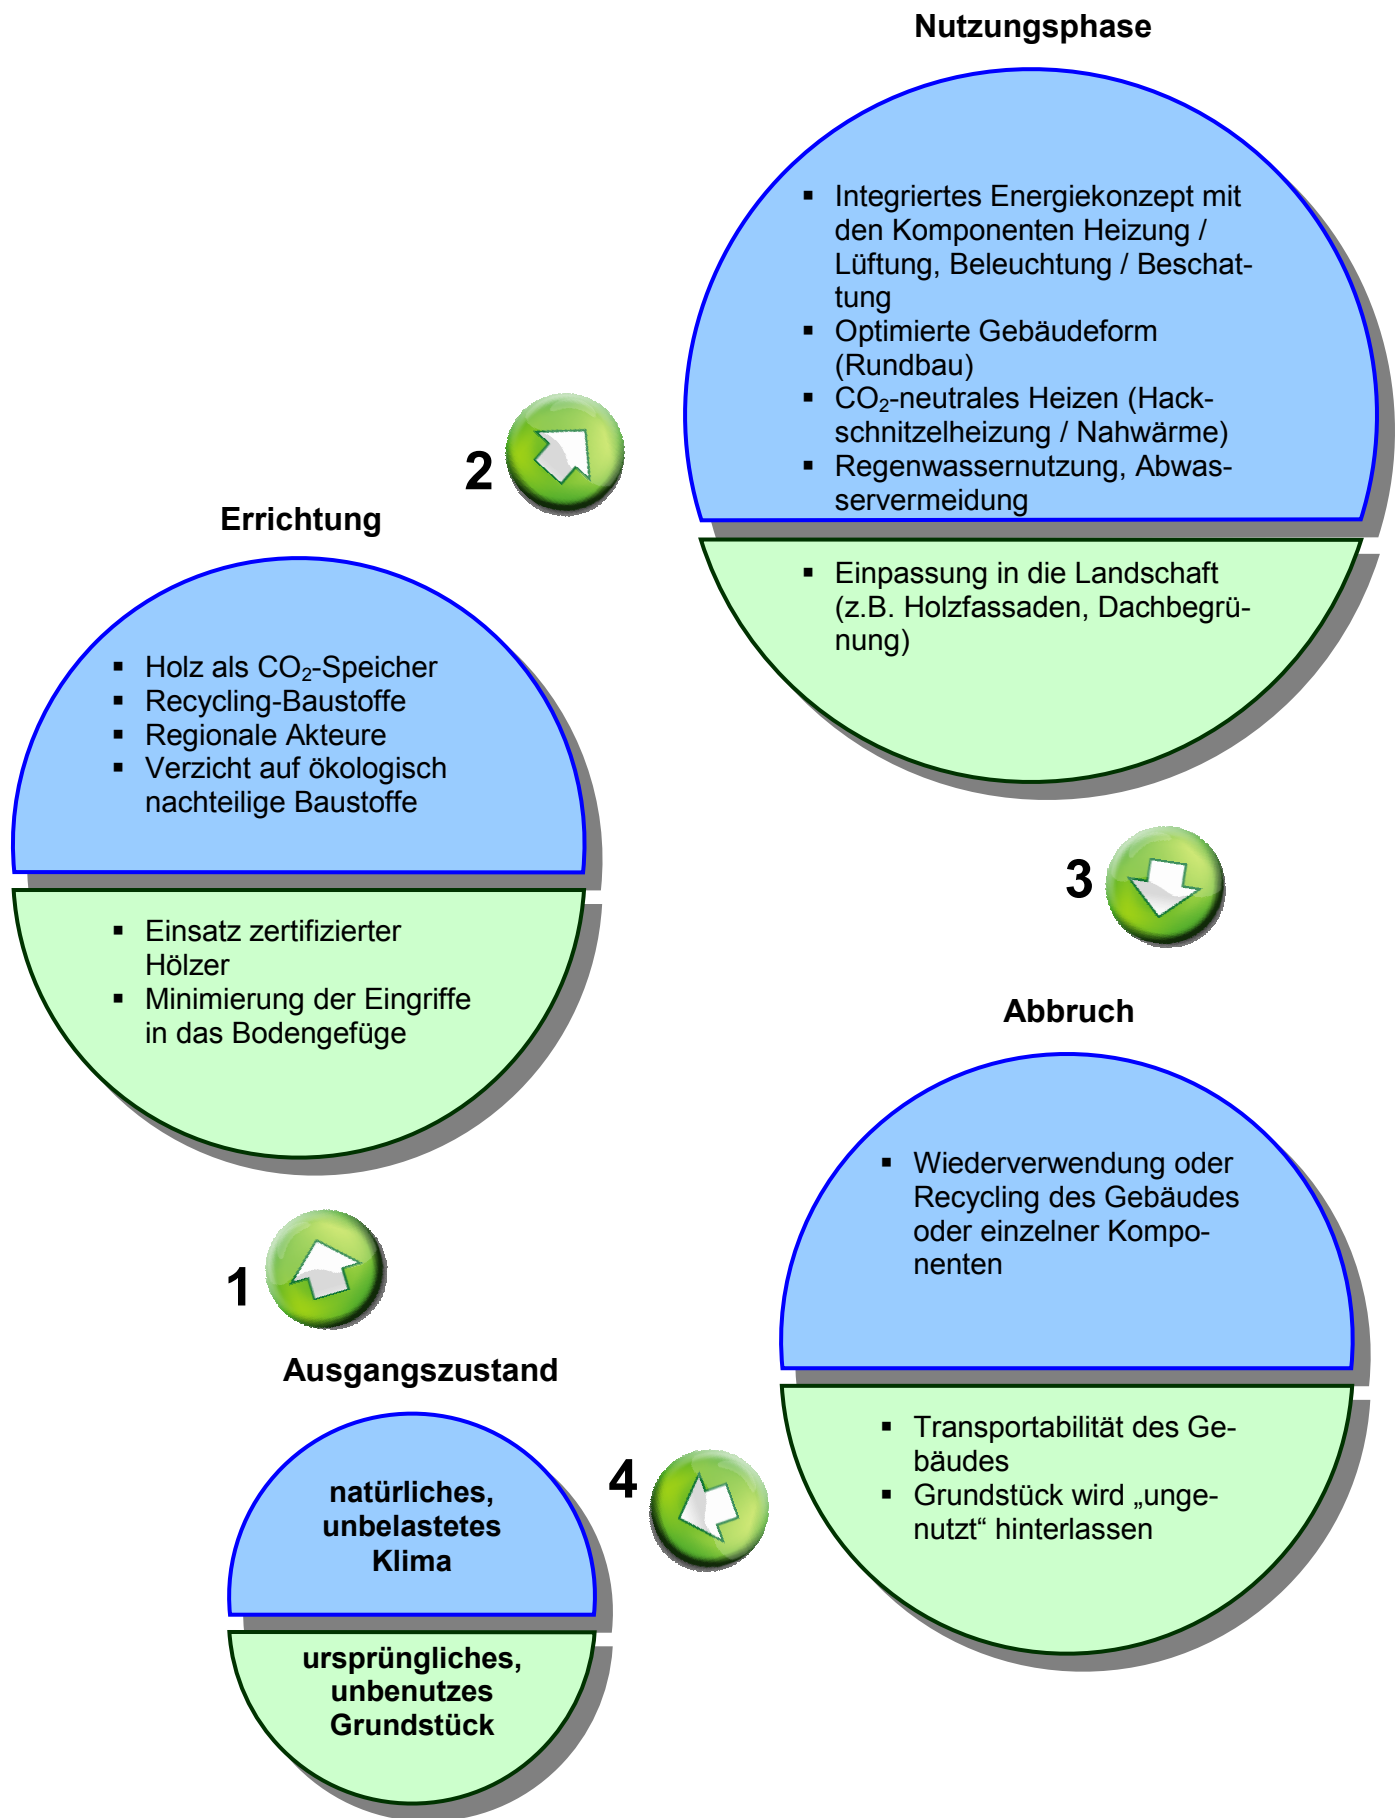 Nutzungsphase
▪ Integriertes Energiekonzept mit
den Komponenten Heizung /
Lüftung, Beleuchtung / Beschat-
tung
▪ Optimierte Gebäudeform
(Rundbau)
▪ CO₂-neutrales Heizen (Hack-
schnitzelheizung / Nahwärme)
▪ Regenwassernutzung, Abwas-
servermeidung
▪ Einpassung in die Landschaft
(z.B. Holzfassaden, Dachbegrü-
nung)
2
Errichtung
▪ Holz als CO₂-Speicher
▪ Recycling-Baustoffe
▪ Regionale Akteure
▪ Verzicht auf ökologisch
nachteilige Baustoffe
▪ Einsatz zertifizierter
Hölzer
▪ Minimierung der Eingriffe
in das Bodengefüge
3
Abbruch
▪ Wiederverwendung oder
Recycling des Gebäudes
oder einzelner Kompo-
nenten
▪ Transportabilität des Ge-
bäudes
▪ Grundstück wird „unge-
nutzt“ hinterlassen
1
4
Ausgangszustand
natürliches,
unbelastetes
Klima
ursprüngliches,
unbenutzes
Grundstück